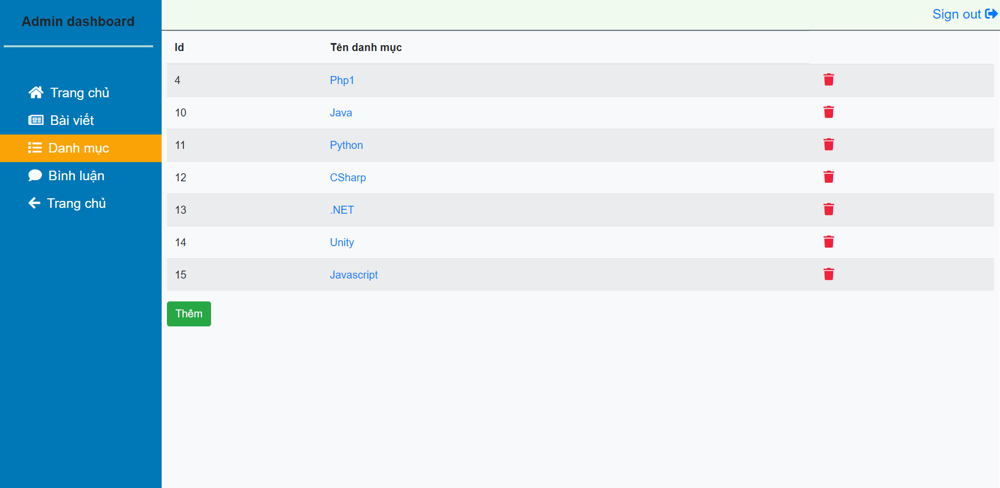 Admin dashboard
Trang chủ
Bài viết
Danh mục
Bình luận
Trang chủ
Sign out
Id Tên danh mục
4 Php1
10 Java
11 Python
12 CSharp
13 .NET
14 Unity
15 Javascript
Thêm